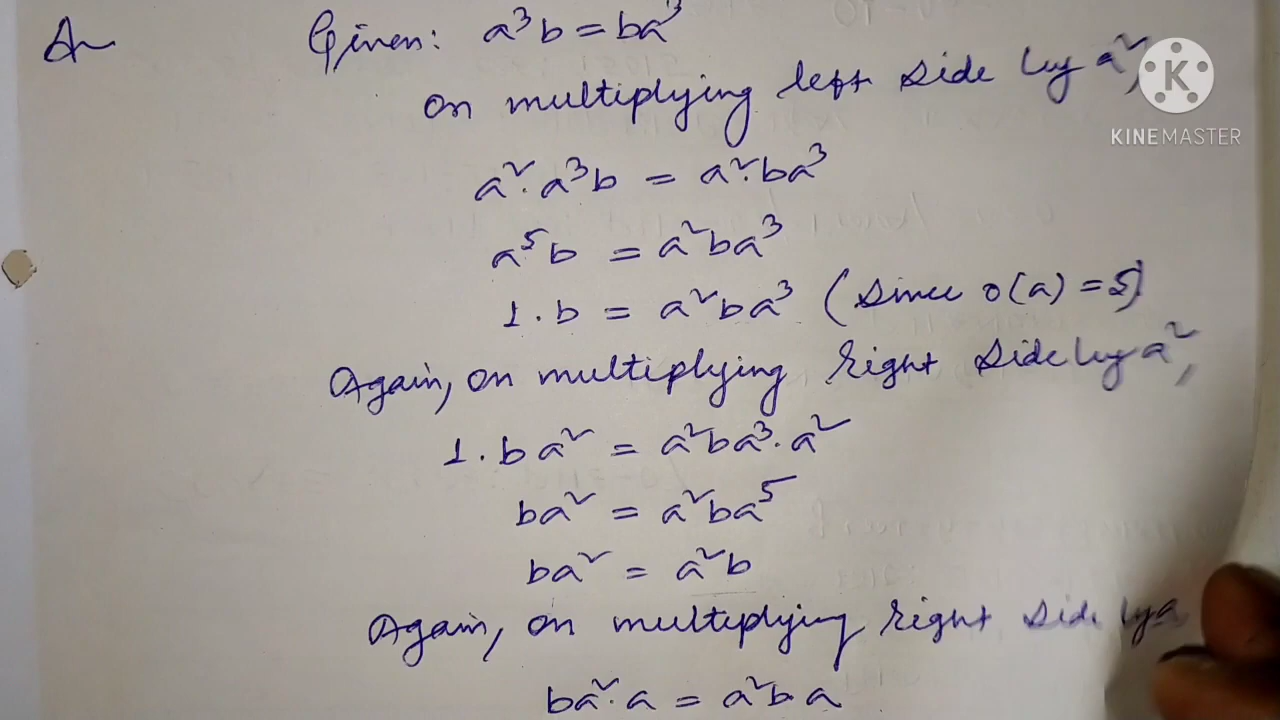 Given: a³b = ba³
on multiplying left side by a²,
KINEMASTER
a²·a³b = a²·ba³
a⁵b = a²ba³
1·b = a²ba³ (since o(a) = 5)
Again, on multiplying right side by a²,
1·ba² = a²ba³·a²
ba² = a²ba⁵
ba² = a²b
Again, on multiplying right side by a
ba²·a = a²ba